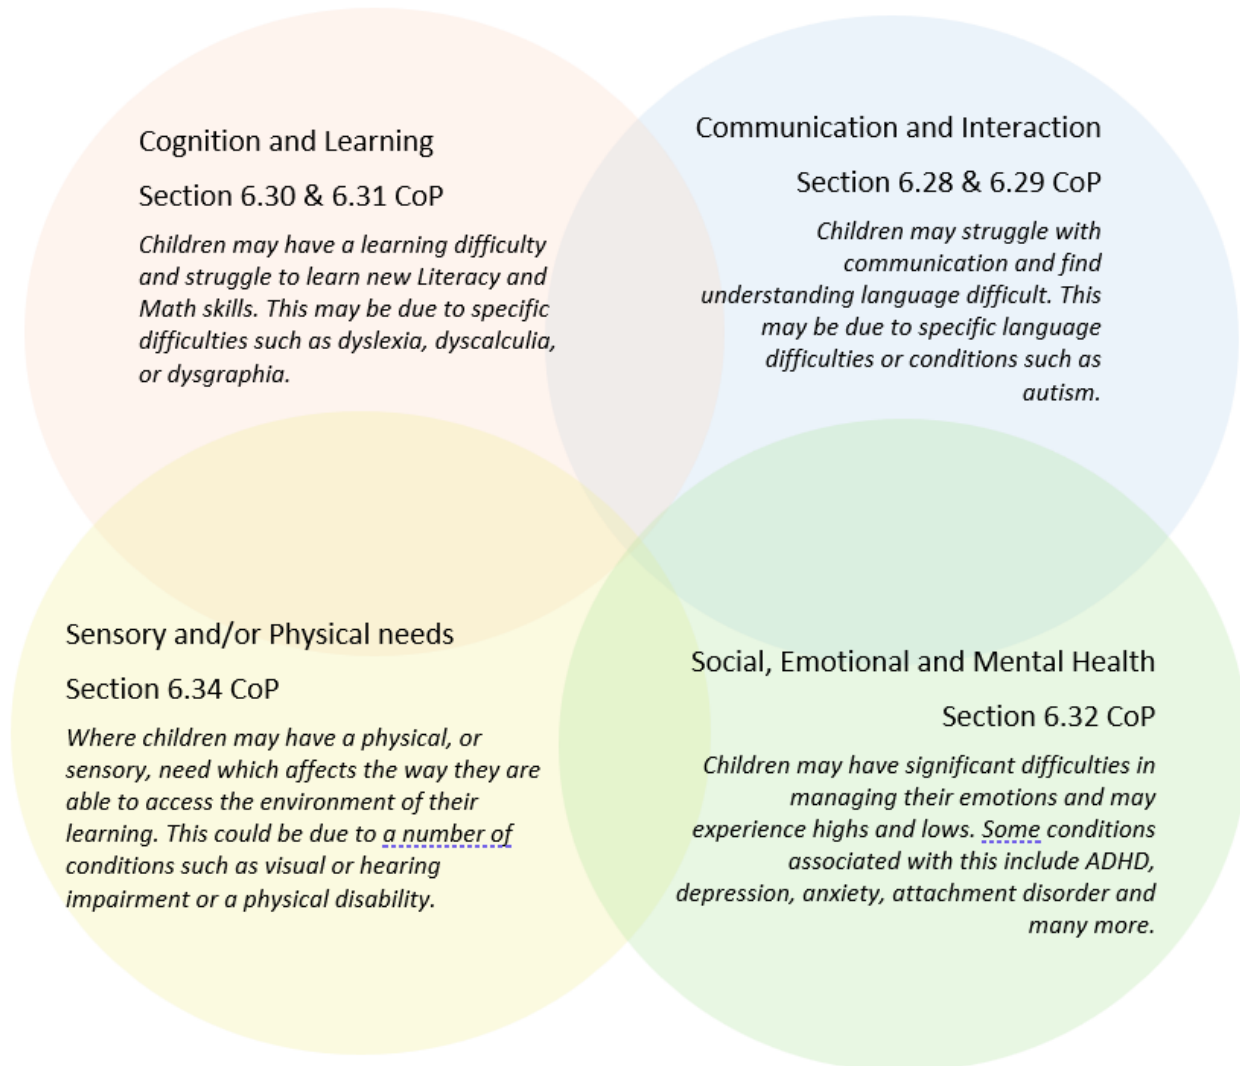 Cognition and Learning
Section 6.30 & 6.31 CoP
Children may have a learning difficulty
and struggle to learn new Literacy and
Math skills. This may be due to specific
difficulties such as dyslexia, dyscalculia,
or dysgraphia.
Communication and Interaction
Section 6.28 & 6.29 CoP
Children may struggle with
communication and find
understanding language difficult. This
may be due to specific language
difficulties or conditions such as
autism.
Sensory and/or Physical needs
Section 6.34 CoP
Where children may have a physical, or
sensory, need which affects the way they are
able to access the environment of their
learning. This could be due to a number of
conditions such as visual or hearing
impairment or a physical disability.
Social, Emotional and Mental Health
Section 6.32 CoP
Children may have significant difficulties in
managing their emotions and may
experience highs and lows. Some conditions
associated with this include ADHD,
depression, anxiety, attachment disorder and
many more.